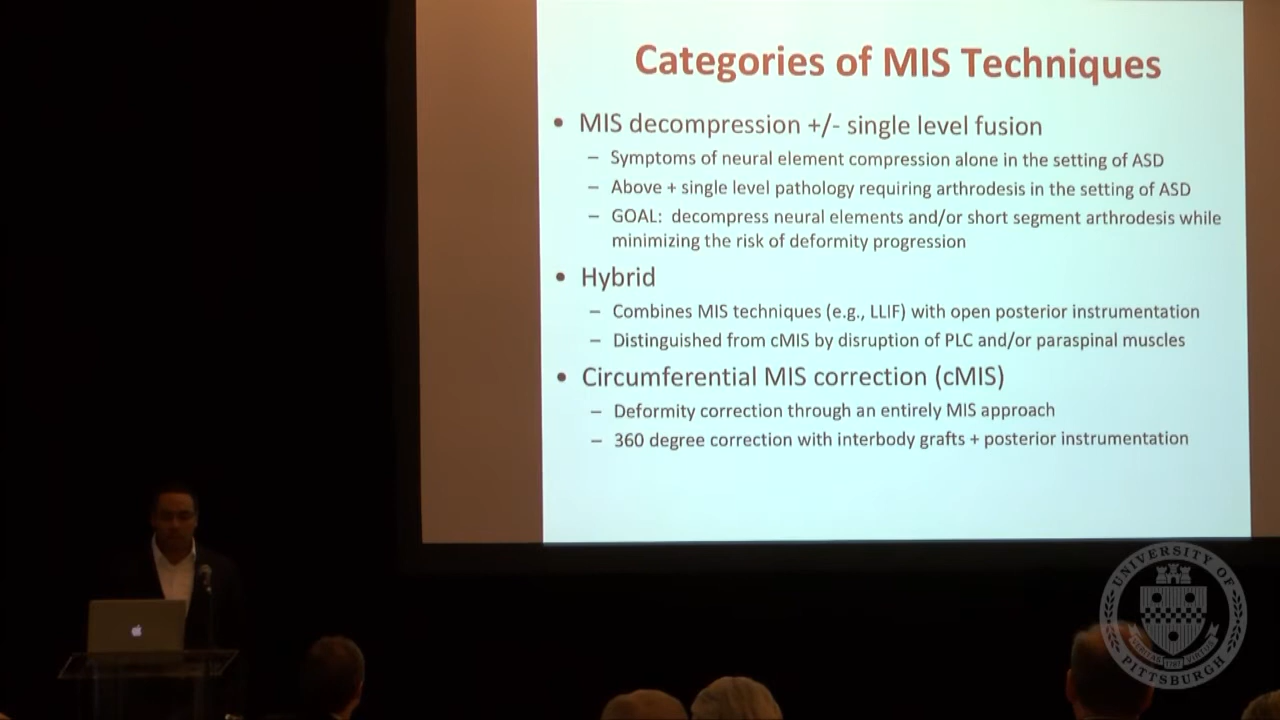 Categories of MIS Techniques
• MIS decompression +/- single level fusion
– Symptoms of neural element compression alone in the setting of ASD
– Above + single level pathology requiring arthrodesis in the setting of ASD
– GOAL: decompress neural elements and/or short segment arthrodesis while
minimizing the risk of deformity progression
• Hybrid
– Combines MIS techniques (e.g., LLIF) with open posterior instrumentation
– Distinguished from cMIS by disruption of PLC and/or paraspinal muscles
• Circumferential MIS correction (cMIS)
– Deformity correction through an entirely MIS approach
– 360 degree correction with interbody grafts + posterior instrumentation
UNIVERSITY OF
PITTSBURGH